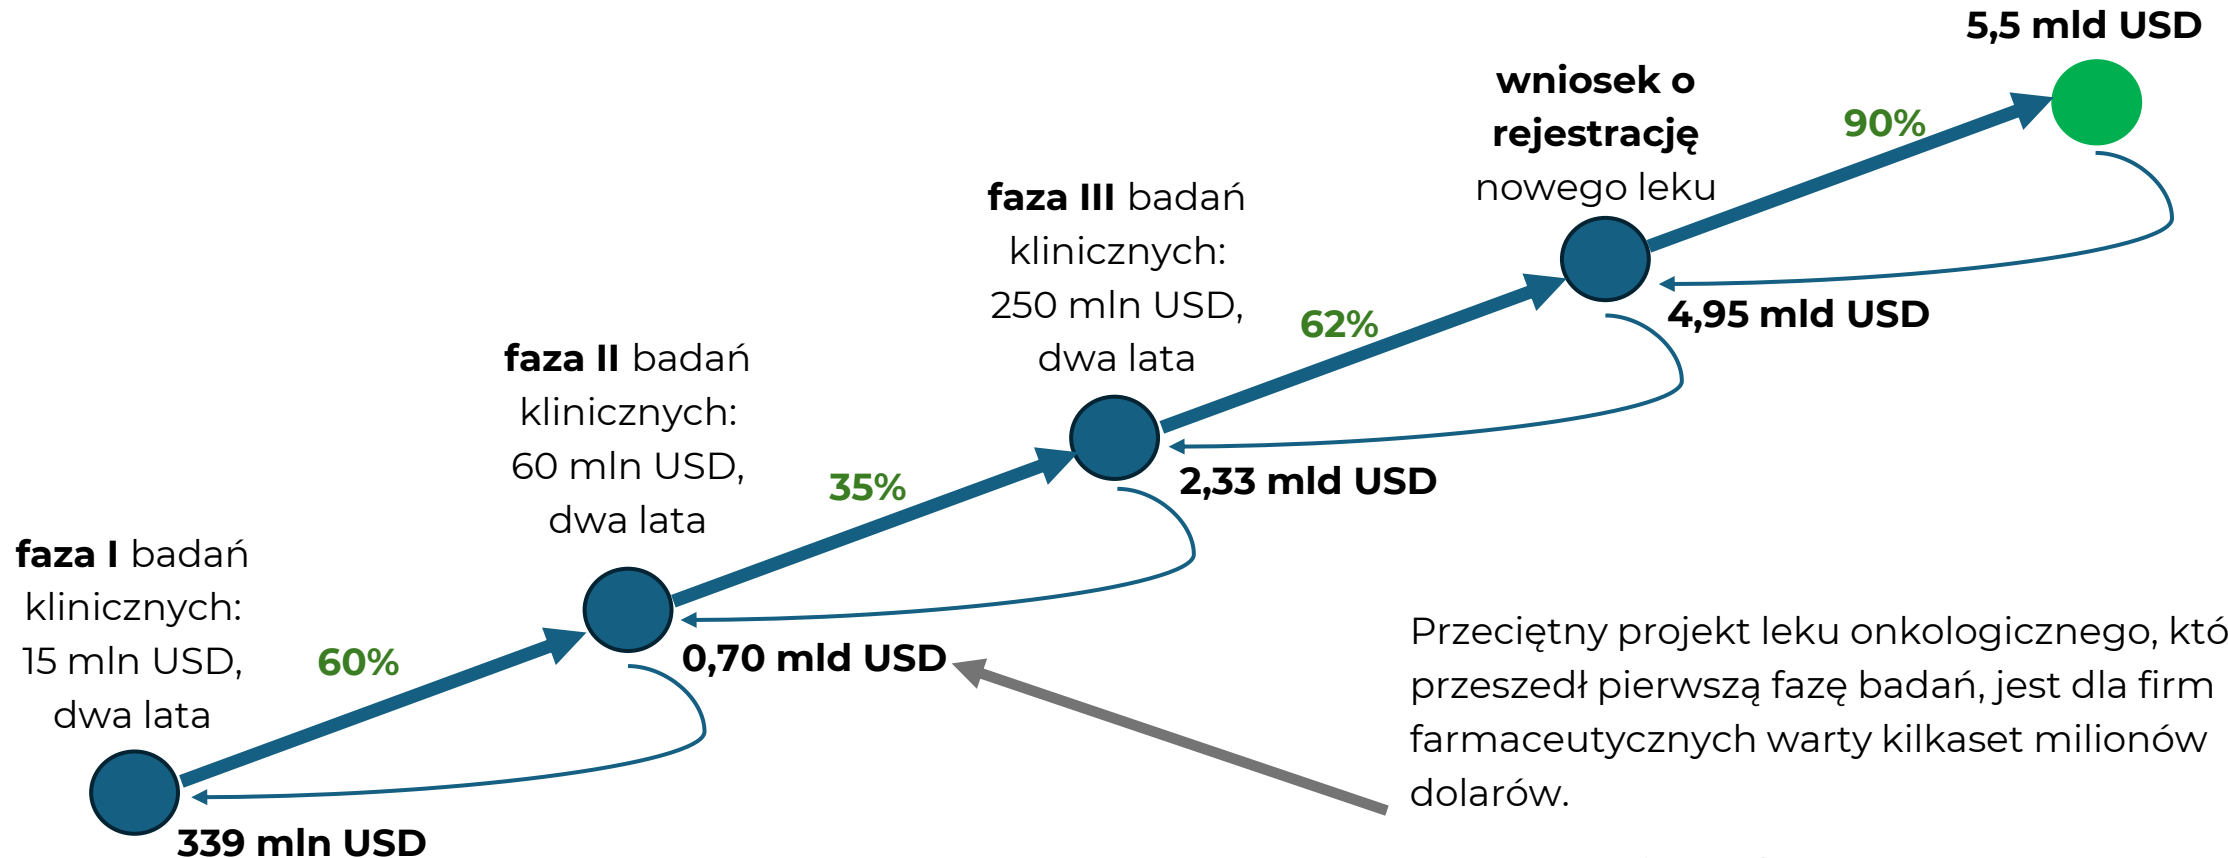 5,5 mld USD
wniosek o
rejestrację
nowego leku
90%
4,95 mld USD
faza III badań
klinicznych:
250 mln USD,
dwa lata
62%
2,33 mld USD
faza II badań
klinicznych:
60 mln USD,
dwa lata
35%
0,70 mld USD
faza I badań
klinicznych:
15 mln USD,
dwa lata
60%
339 mln USD
Przeciętny projekt leku onkologicznego, któ
przeszedł pierwszą fazę badań, jest dla firm
farmaceutycznych warty kilkaset milionów
dolarów.